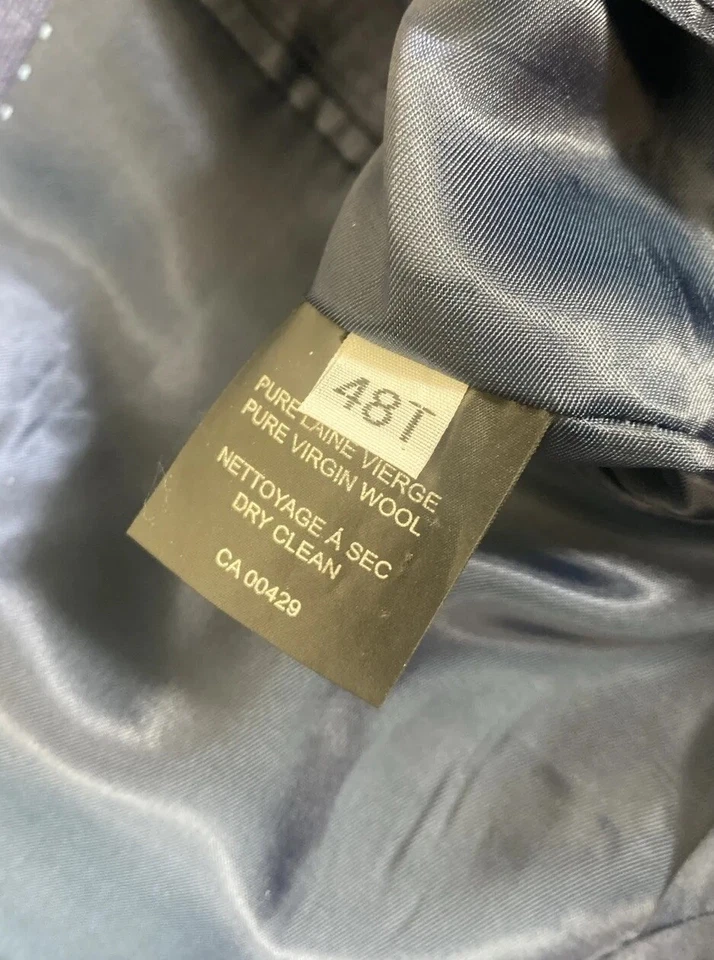 48T
PURE LAINE VIERGE
PURE VIRGIN WOOL
NETTOYAGE À SEC
DRY CLEAN
CA 00429